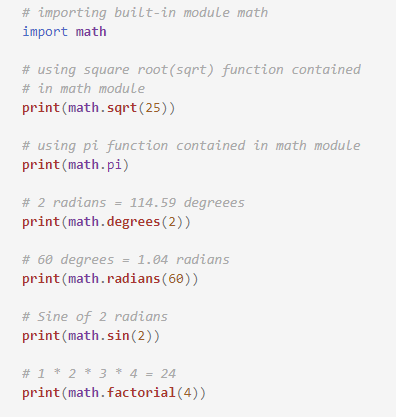 # importing built-in module math
import math
# using square root(sqrt) function contained
# in math module
print(math.sqrt(25))
# using pi function contained in math module
print(math.pi)
# 2 radians = 114.59 degreees
print(math.degrees(2))
# 60 degrees = 1.04 radians
print(math.radians(60))
# Sine of 2 radians
print(math.sin(2))
# 1 * 2 * 3 * 4 = 24
print(math.factorial(4))